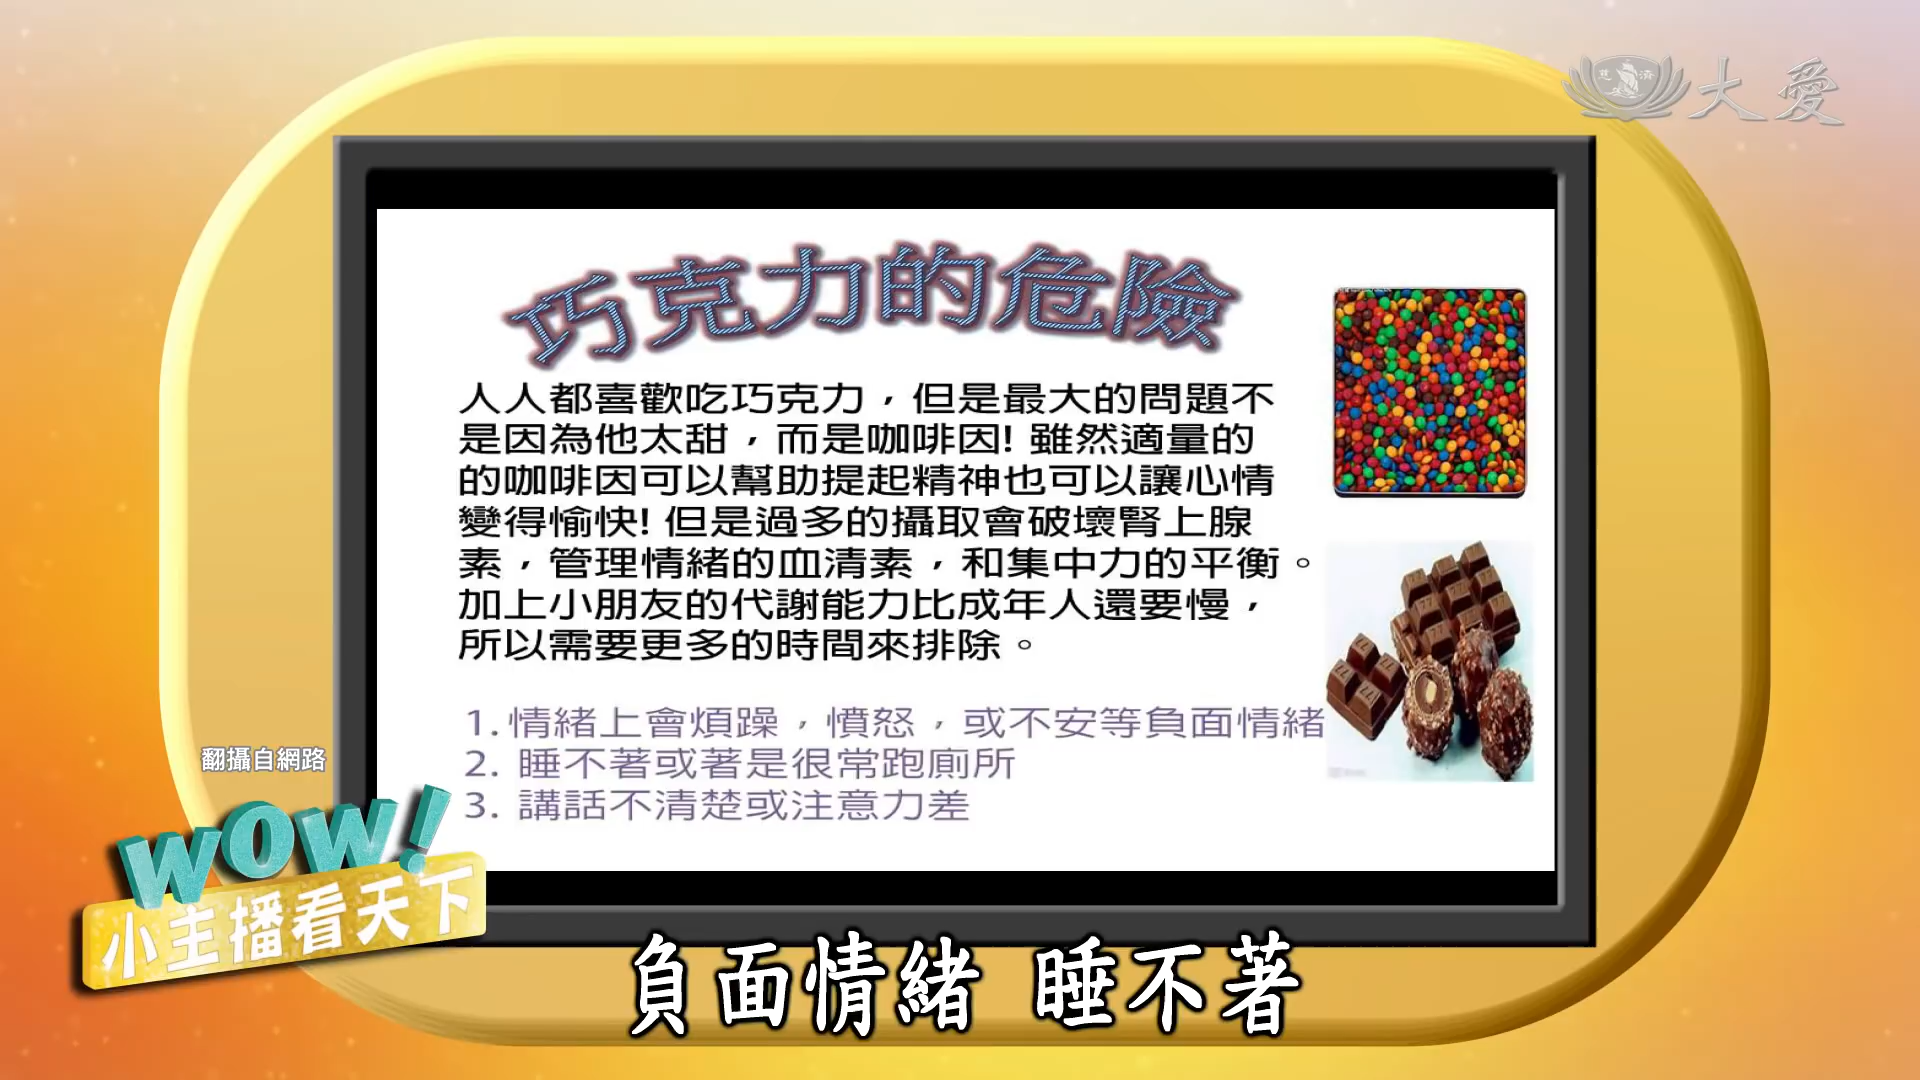 大愛
慈濟
巧克力的危險
人人都喜歡吃巧克力，但是最大的問題不
是因為他太甜，而是咖啡因! 雖然適量的
的咖啡因可以幫助提起精神也可以讓心情
變得愉快! 但是過多的攝取會破壞腎上腺
素，管理情緒的血清素，和集中力的平衡。
加上小朋友的代謝能力比成年人還要慢，
所以需要更多的時間來排除。
1. 情緒上會煩躁，憤怒，或不安等負面情緒
2. 睡不著或著是很常跑廁所
3. 講話不清楚或注意力差
翻攝自網路
WOW!
小主播看天下
負面情緒 睡不著